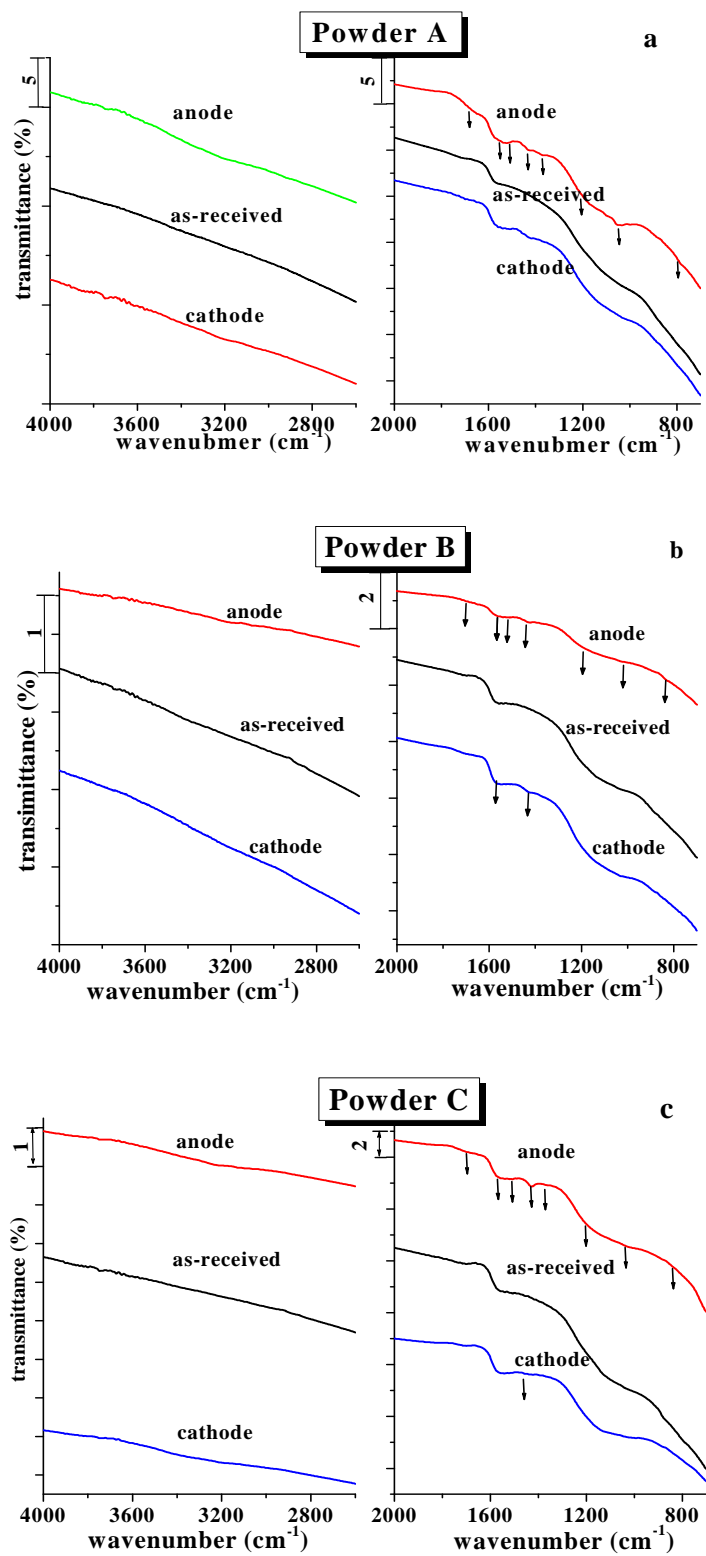 Powder A
a
5
anode
as-received
cathode
transmittance (%)
4000 3600 3200 2800
wavenubmer (cm-1)
5
anode
as-received
cathode
2000 1600 1200 800
wavenubmer (cm-1)
Powder B
b
1
anode
as-received
cathode
transimittance (%)
4000 3600 3200 2800
wavenumber (cm-1)
2
anode
as-received
cathode
2000 1600 1200 800
wavenumber (cm-1)
Powder C
c
1
anode
as-received
cathode
transmittance (%)
4000 3600 3200 2800
wavenumber (cm-1)
2
anode
as-received
cathode
2000 1600 1200 800
wavenumber (cm-1)